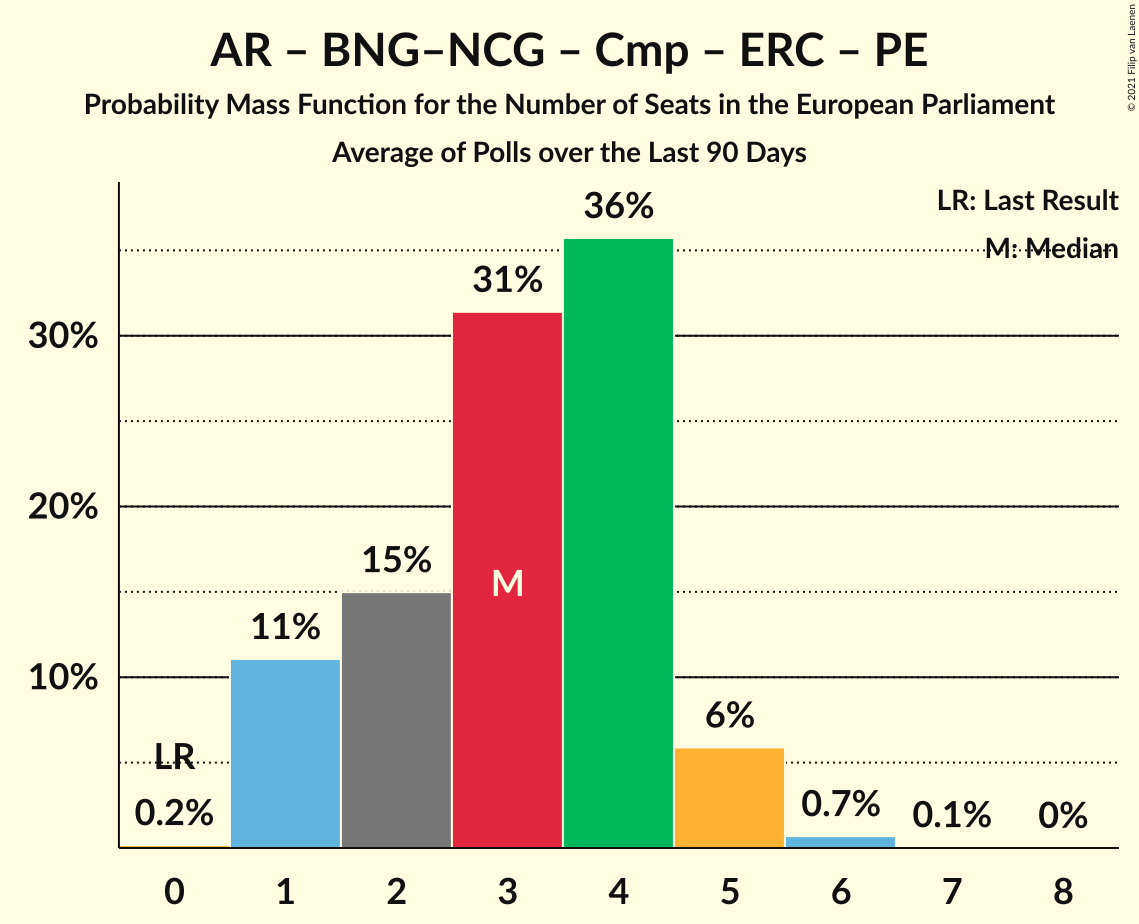 AR – BNG–NCG – Cmp – ERC – PE
Probability Mass Function for the Number of Seats in the European Parliament
Average of Polls over the Last 90 Days
© 2021 Filip van Laenen
LR: Last Result
M: Median
36%
31%
30%
20%
15%
M
11%
10%
6%
LR
0.2%
0.7%
0.1%
0%
0 1 2 3 4 5 6 7 8